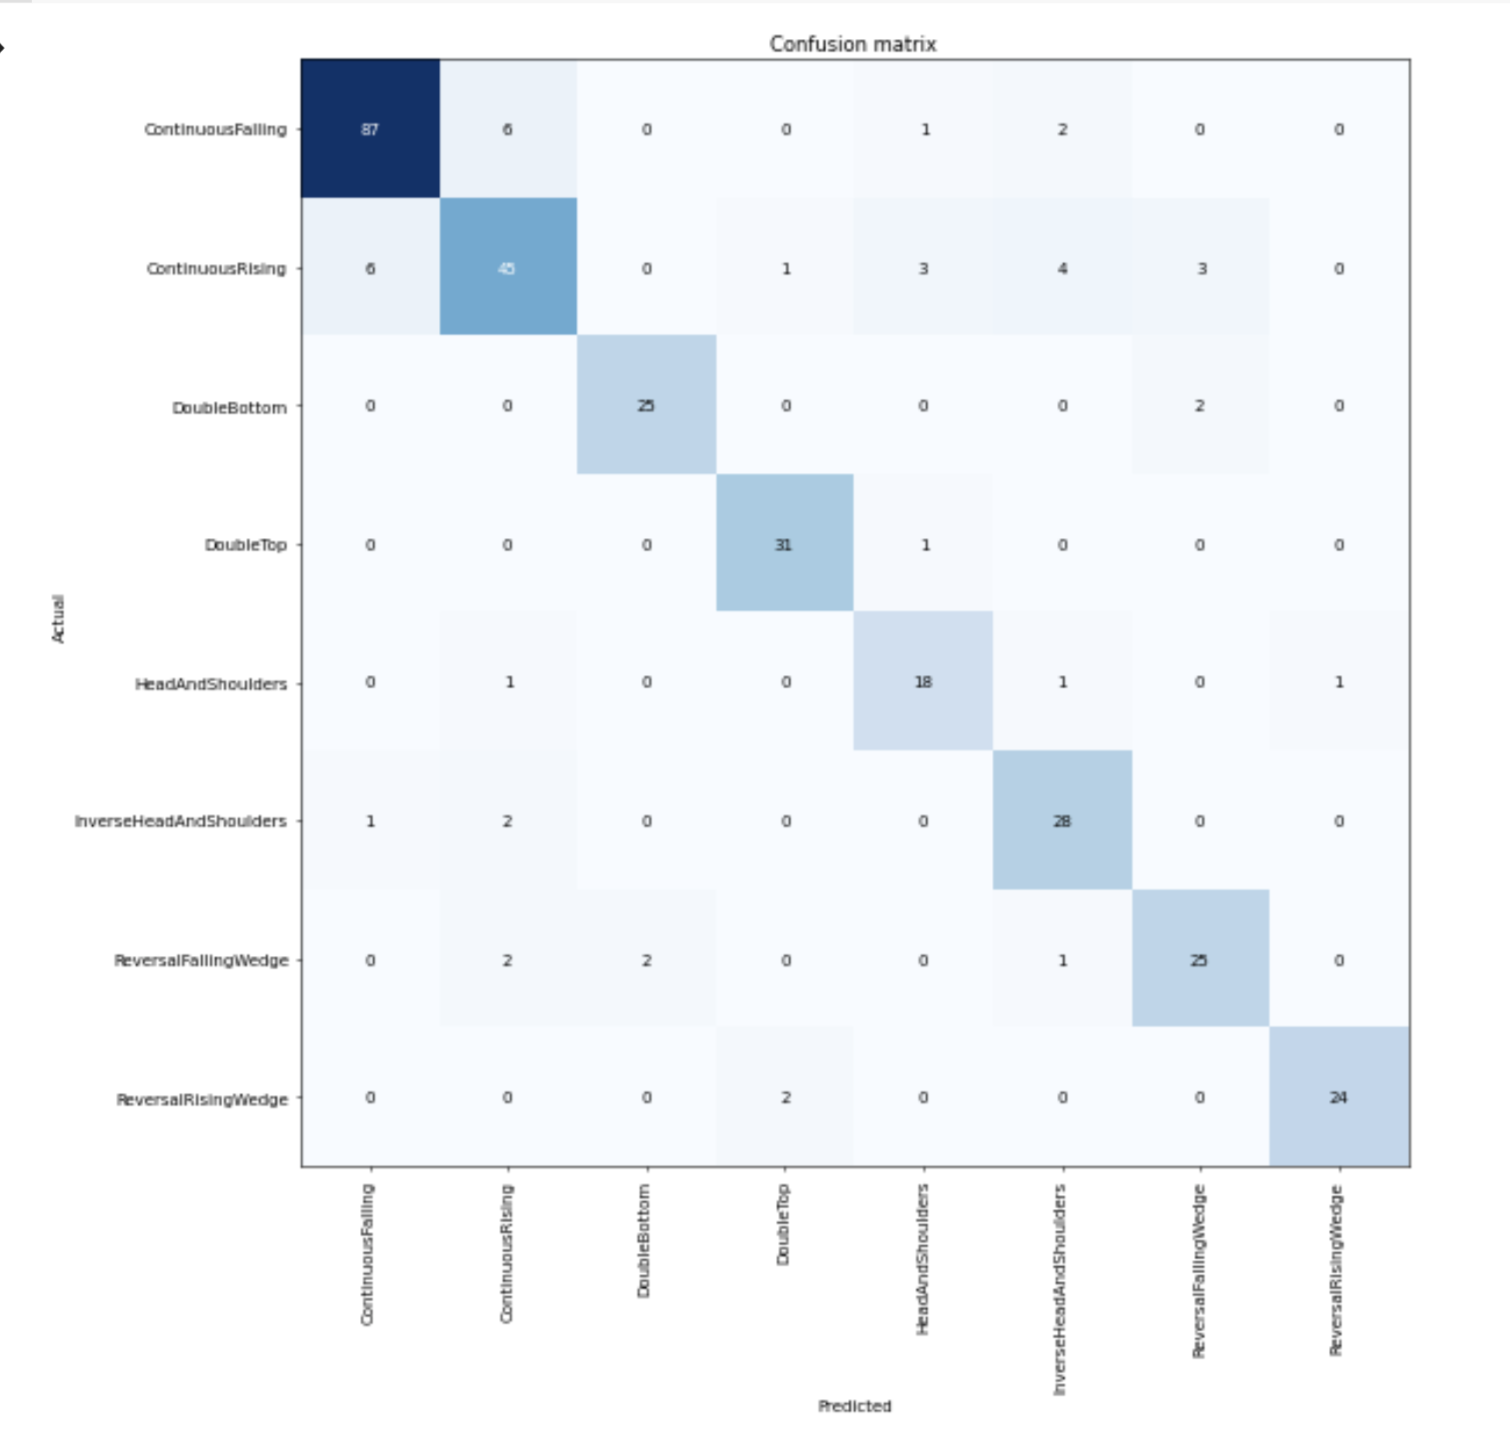 Confusion matrix
ContinuousFalling 87 6 0 0 1 2 0 0
ContinuousRising 6 45 0 1 3 4 3 0
DoubleBottom 0 0 25 0 0 0 2 0
DoubleTop 0 0 0 31 1 0 0 0
Actual
HeadAndShoulders 0 1 0 0 18 1 0 1
InverseHeadAndShoulders 1 2 0 0 0 28 0 0
ReversalFallingWedge 0 2 2 0 0 1 25 0
ReversalRisingWedge 0 0 0 2 0 0 0 24
ContinuousFalling
ContinuousRising
DoubleBottom
DoubleTop
HeadAndShoulders
InverseHeadAndShoulders
ReversalFallingWedge
ReversalRisingWedge
Predicted